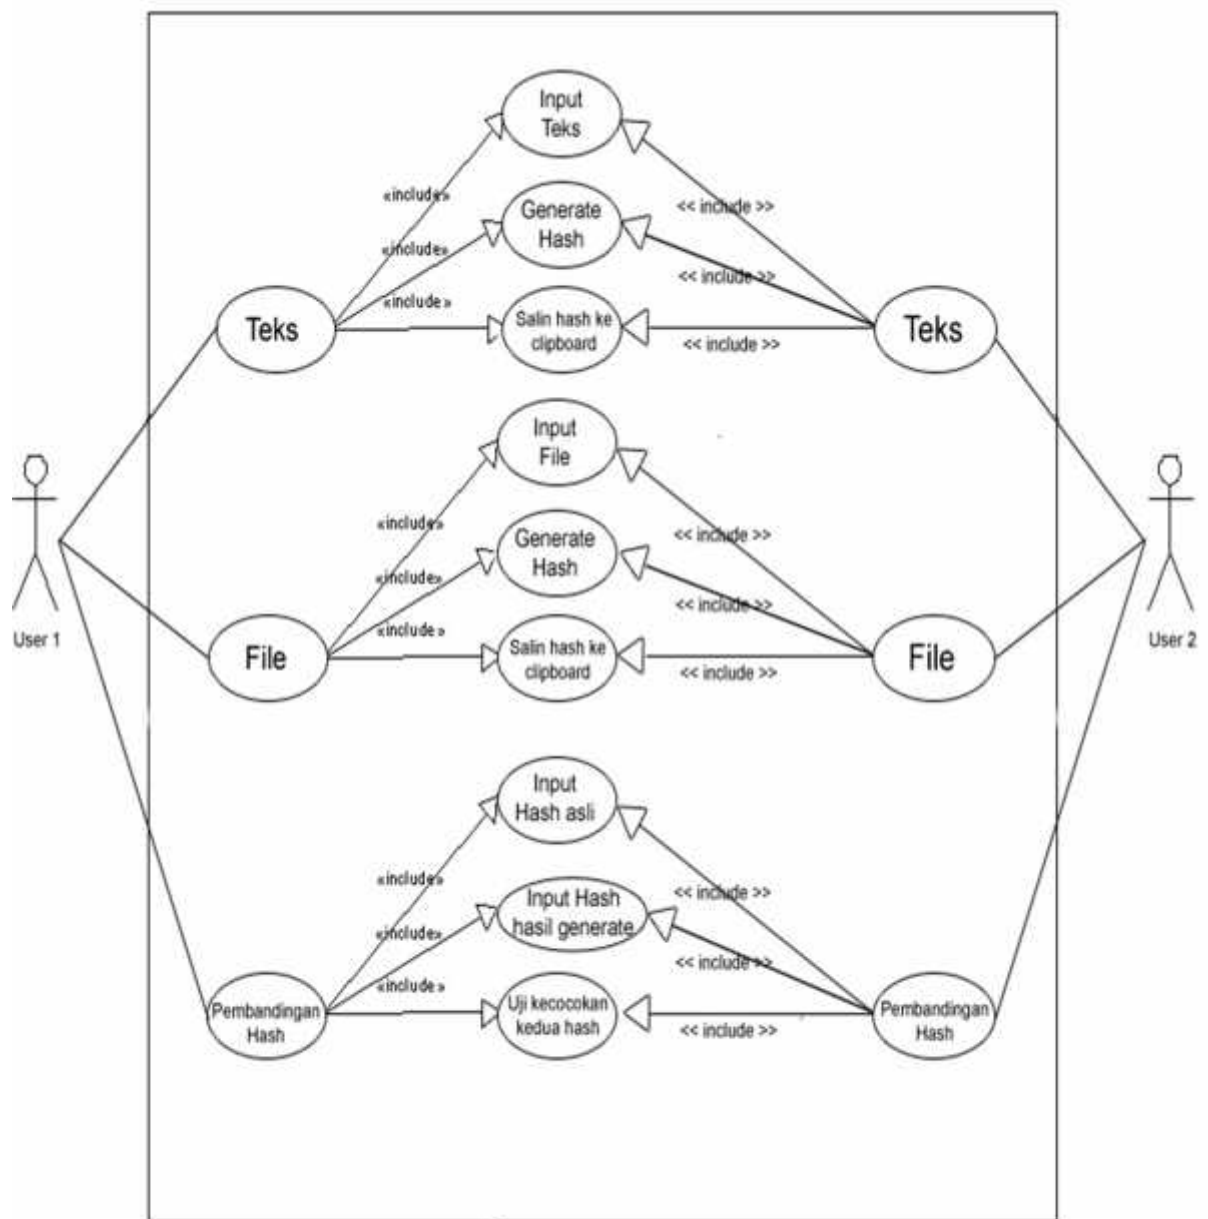 Input
Teks
«include»
<< include >>
Generate
Hash
«include»
<< include >>
«include »
Salin hash ke
clipboard
<< include >>
Teks
Teks
Input
File
«include»
<< include >>
Generate
Hash
«include»
<< include >>
«include »
Salin hash ke
clipboard
<< include >>
File
File
User 1
User 2
Input
Hash asli
«include»
<< include >>
Input Hash
hasil generate
«include»
<< include >>
«include »
Uji kecocokan
kedua hash
<< include >>
Pembandingan
Hash
Pembandingan
Hash